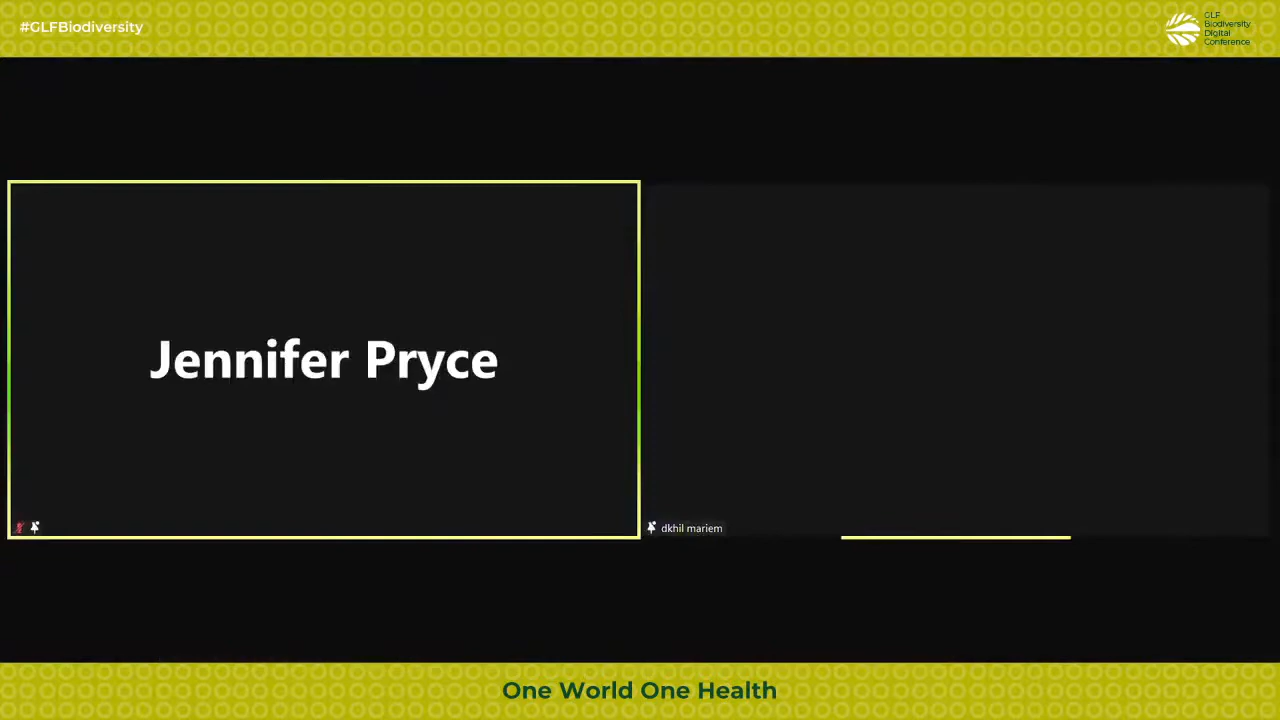 #GLFBiodiversity
GLF
Biodiversity
Digital
Conference
Jennifer Pryce
dkhil mariem
One World One Health